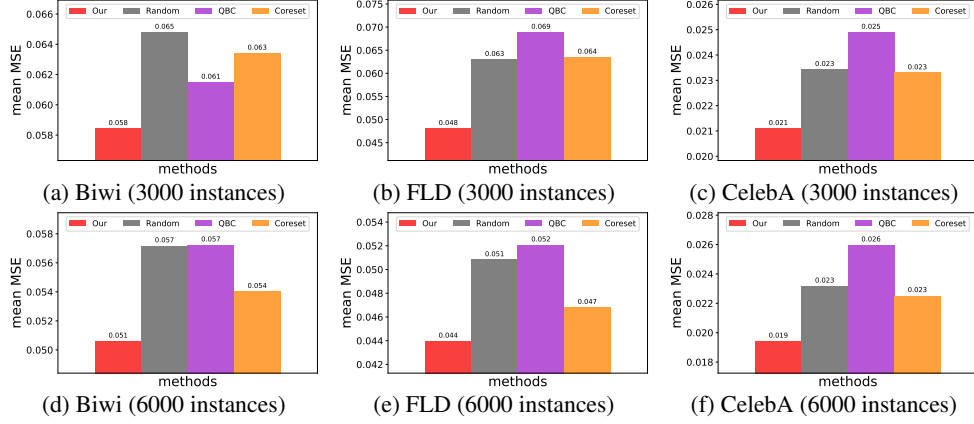 Our Random QBC Coreset
mean MSE
0.066
0.064
0.062
0.060
0.058
0.058
0.065
0.061
0.063
methods
(a) Biwi (3000 instances)
Our Random QBC Coreset
mean MSE
0.075
0.070
0.065
0.060
0.055
0.050
0.045
0.048
0.063
0.069
0.064
methods
(b) FLD (3000 instances)
Our Random QBC Coreset
mean MSE
0.026
0.025
0.024
0.023
0.022
0.021
0.020
0.021
0.023
0.025
0.023
methods
(c) CelebA (3000 instances)
Our Random QBC Coreset
mean MSE
0.058
0.056
0.054
0.052
0.050
0.051
0.057
0.057
0.054
methods
(d) Biwi (6000 instances)
Our Random QBC Coreset
mean MSE
0.054
0.052
0.050
0.048
0.046
0.044
0.042
0.044
0.051
0.052
0.047
methods
(e) FLD (6000 instances)
Our Random QBC Coreset
mean MSE
0.028
0.026
0.024
0.022
0.020
0.018
0.019
0.023
0.026
0.023
methods
(f) CelebA (6000 instances)